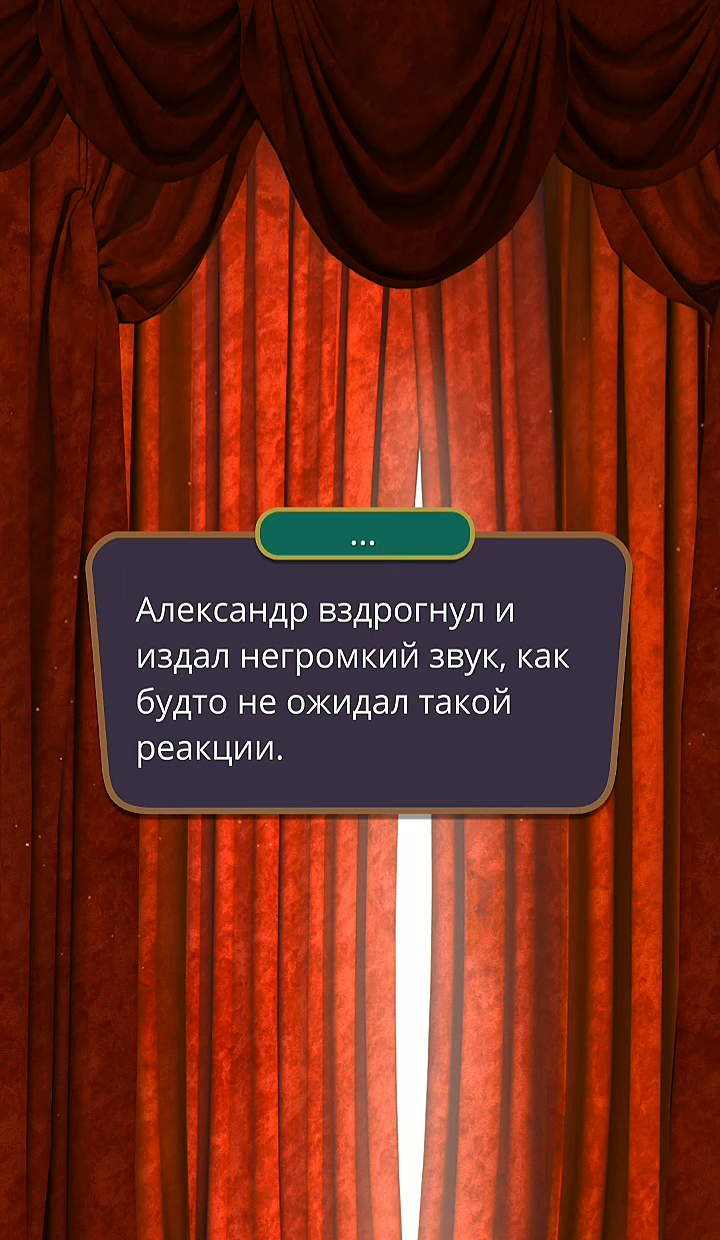 ...
Александр вздрогнул и
издал негромкий звук, как
будто не ожидал такой
реакции.